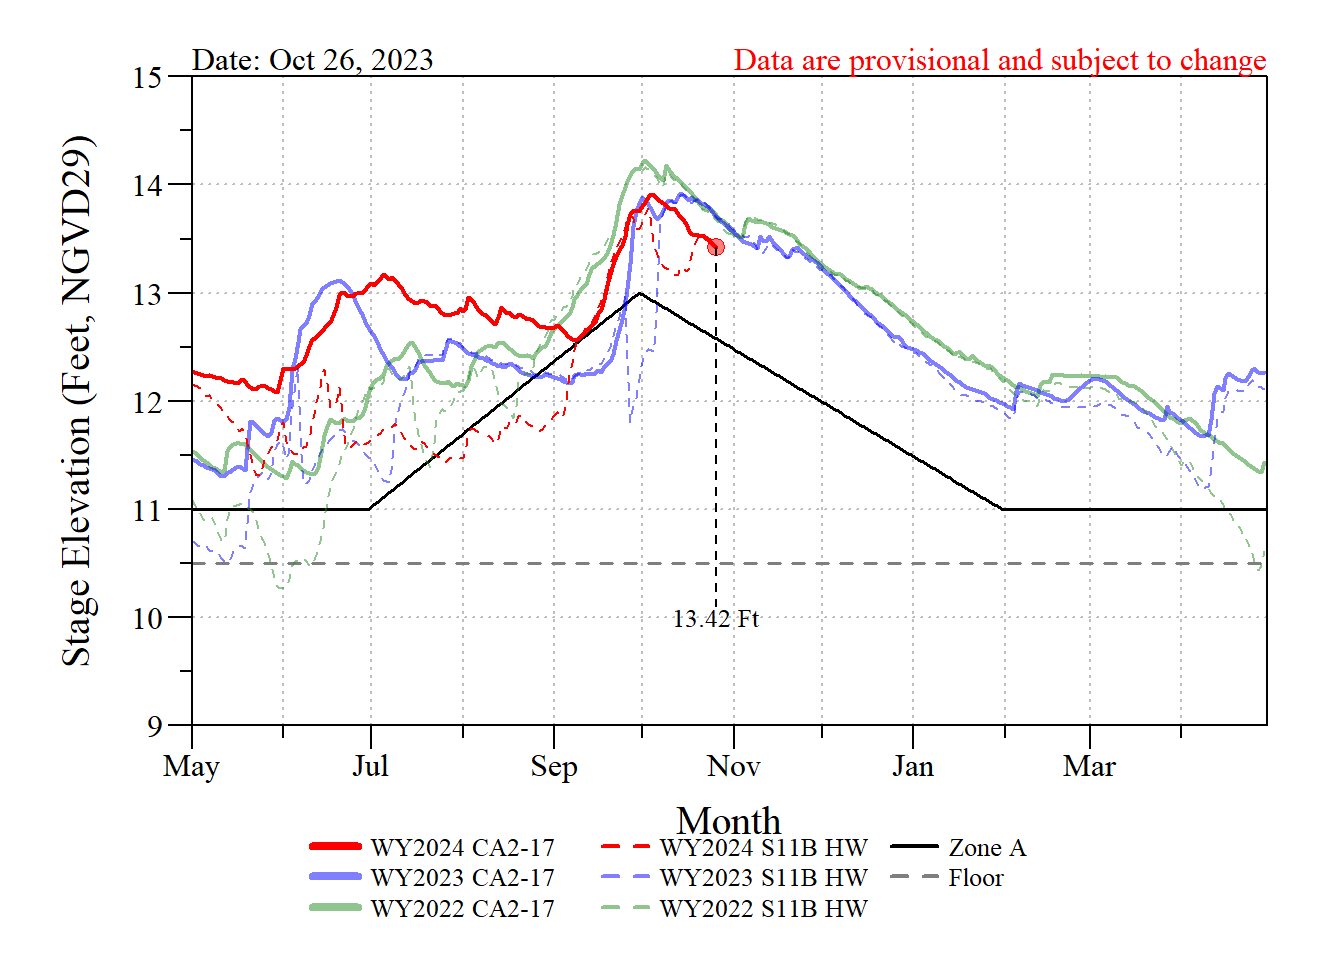 Date: Oct 26, 2023
Data are provisional and subject to change
Stage Elevation (Feet, NGVD29)
15
14
13
12
11
10
9
13.42 Ft
May
Jul
Sep
Nov
Jan
Mar
Month
WY2024 CA2-17
WY2024 S11B HW
Zone A
WY2023 CA2-17
WY2023 S11B HW
Floor
WY2022 CA2-17
WY2022 S11B HW